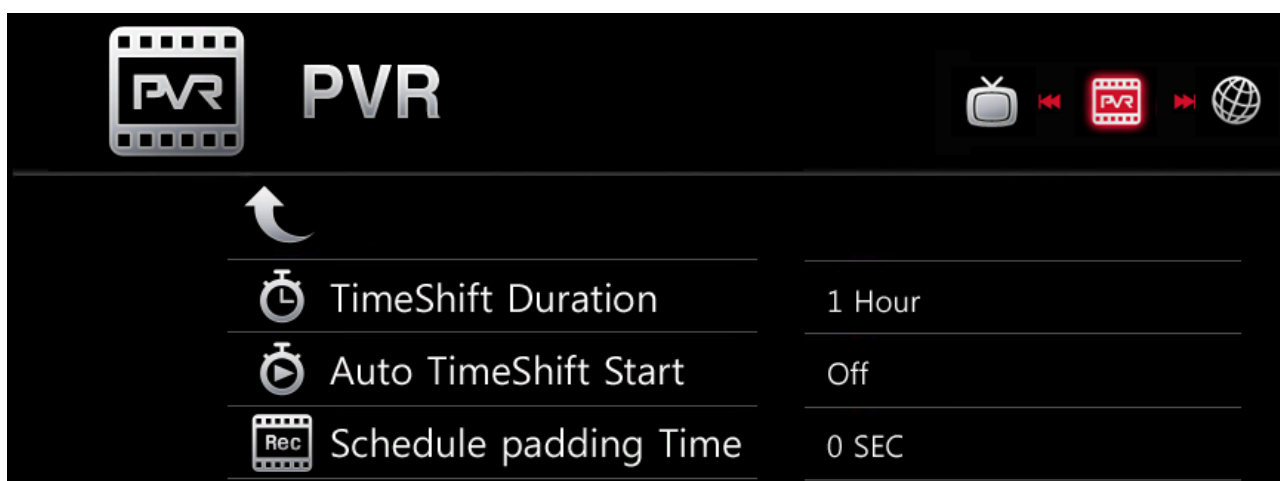 PVR PVR PVR
TimeShift Duration 1 Hour
Auto TimeShift Start Off
Rec Schedule padding Time 0 SEC